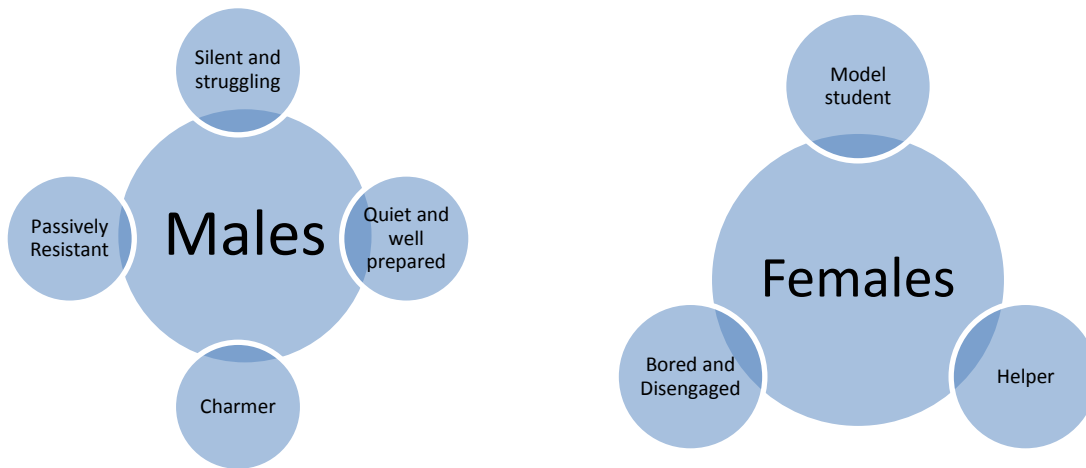 Silent and
struggling
Passively
Resistant
Males
Quiet and
well
prepared
Charmer
Model
student
Females
Bored and
Disengaged
Helper